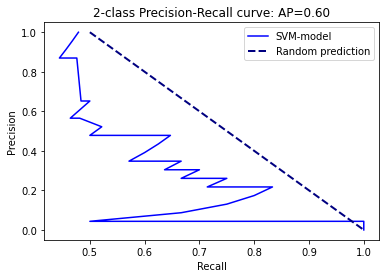 2-class Precision-Recall curve: AP=0.60
SVM-model
Random prediction
Precision
1.0
0.8
0.6
0.4
0.2
0.0
0.5 0.6 0.7 0.8 0.9 1.0
Recall